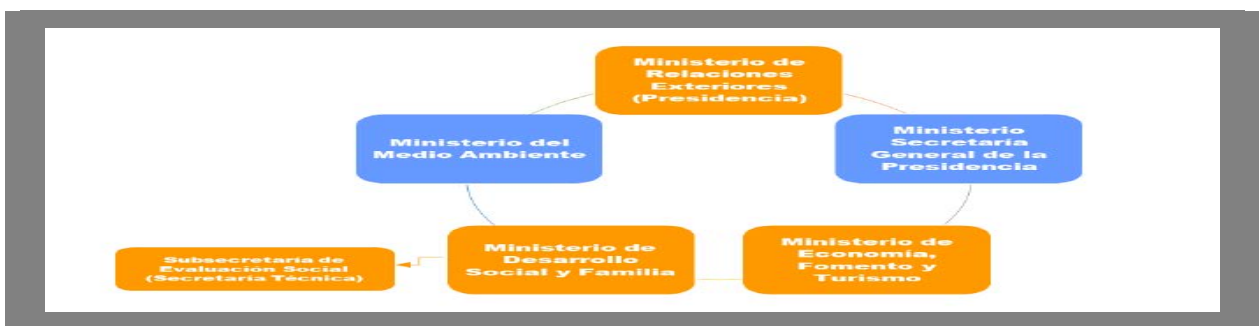 Ministerio de
Relaciones
Exteriores
(Presidencia)
Ministerio del
Medio Ambiente
Ministerio
Secretaría
General de la
Presidencia
Ministerio de
Desarrollo
Social y Familia
Ministerio de
Economía,
Fomento y
Turismo
Subsecretaría de
Evaluación Social
(Secretaría Técnica)